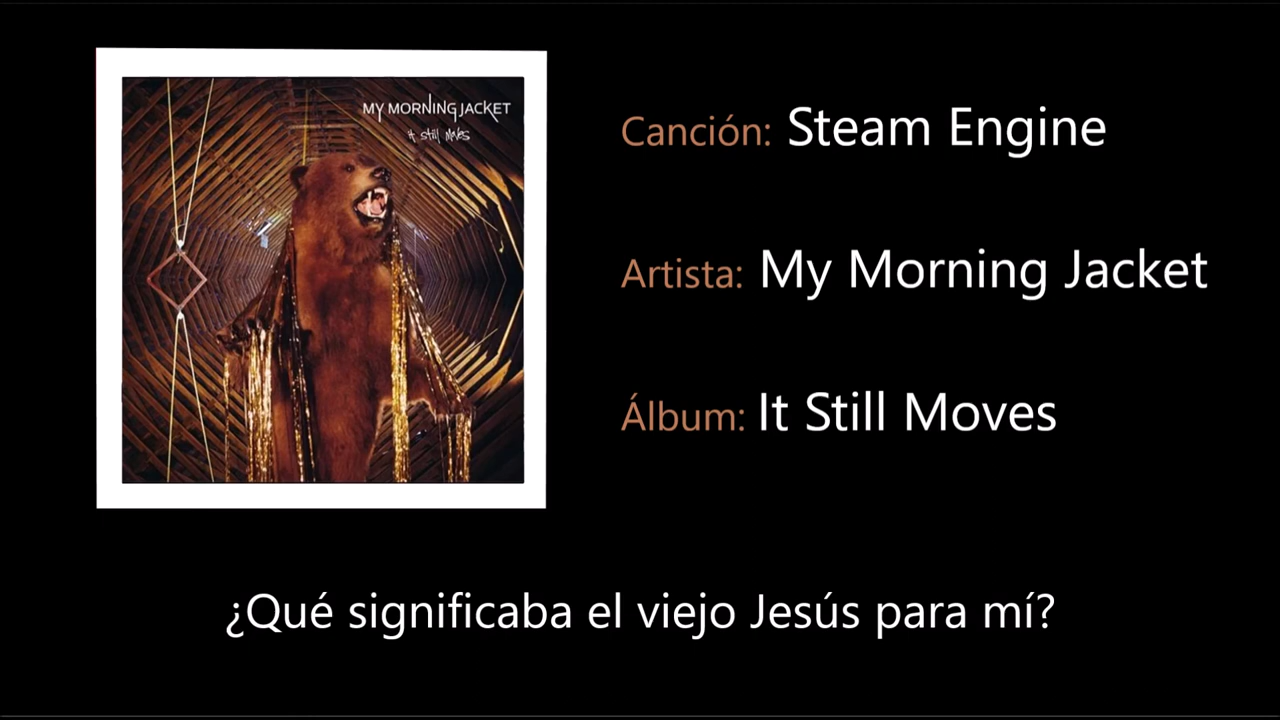 MY MORNING JACKET
it still moves
Canción: Steam Engine
Artista: My Morning Jacket
Álbum: It Still Moves
¿Qué significaba el viejo Jesús para mí?